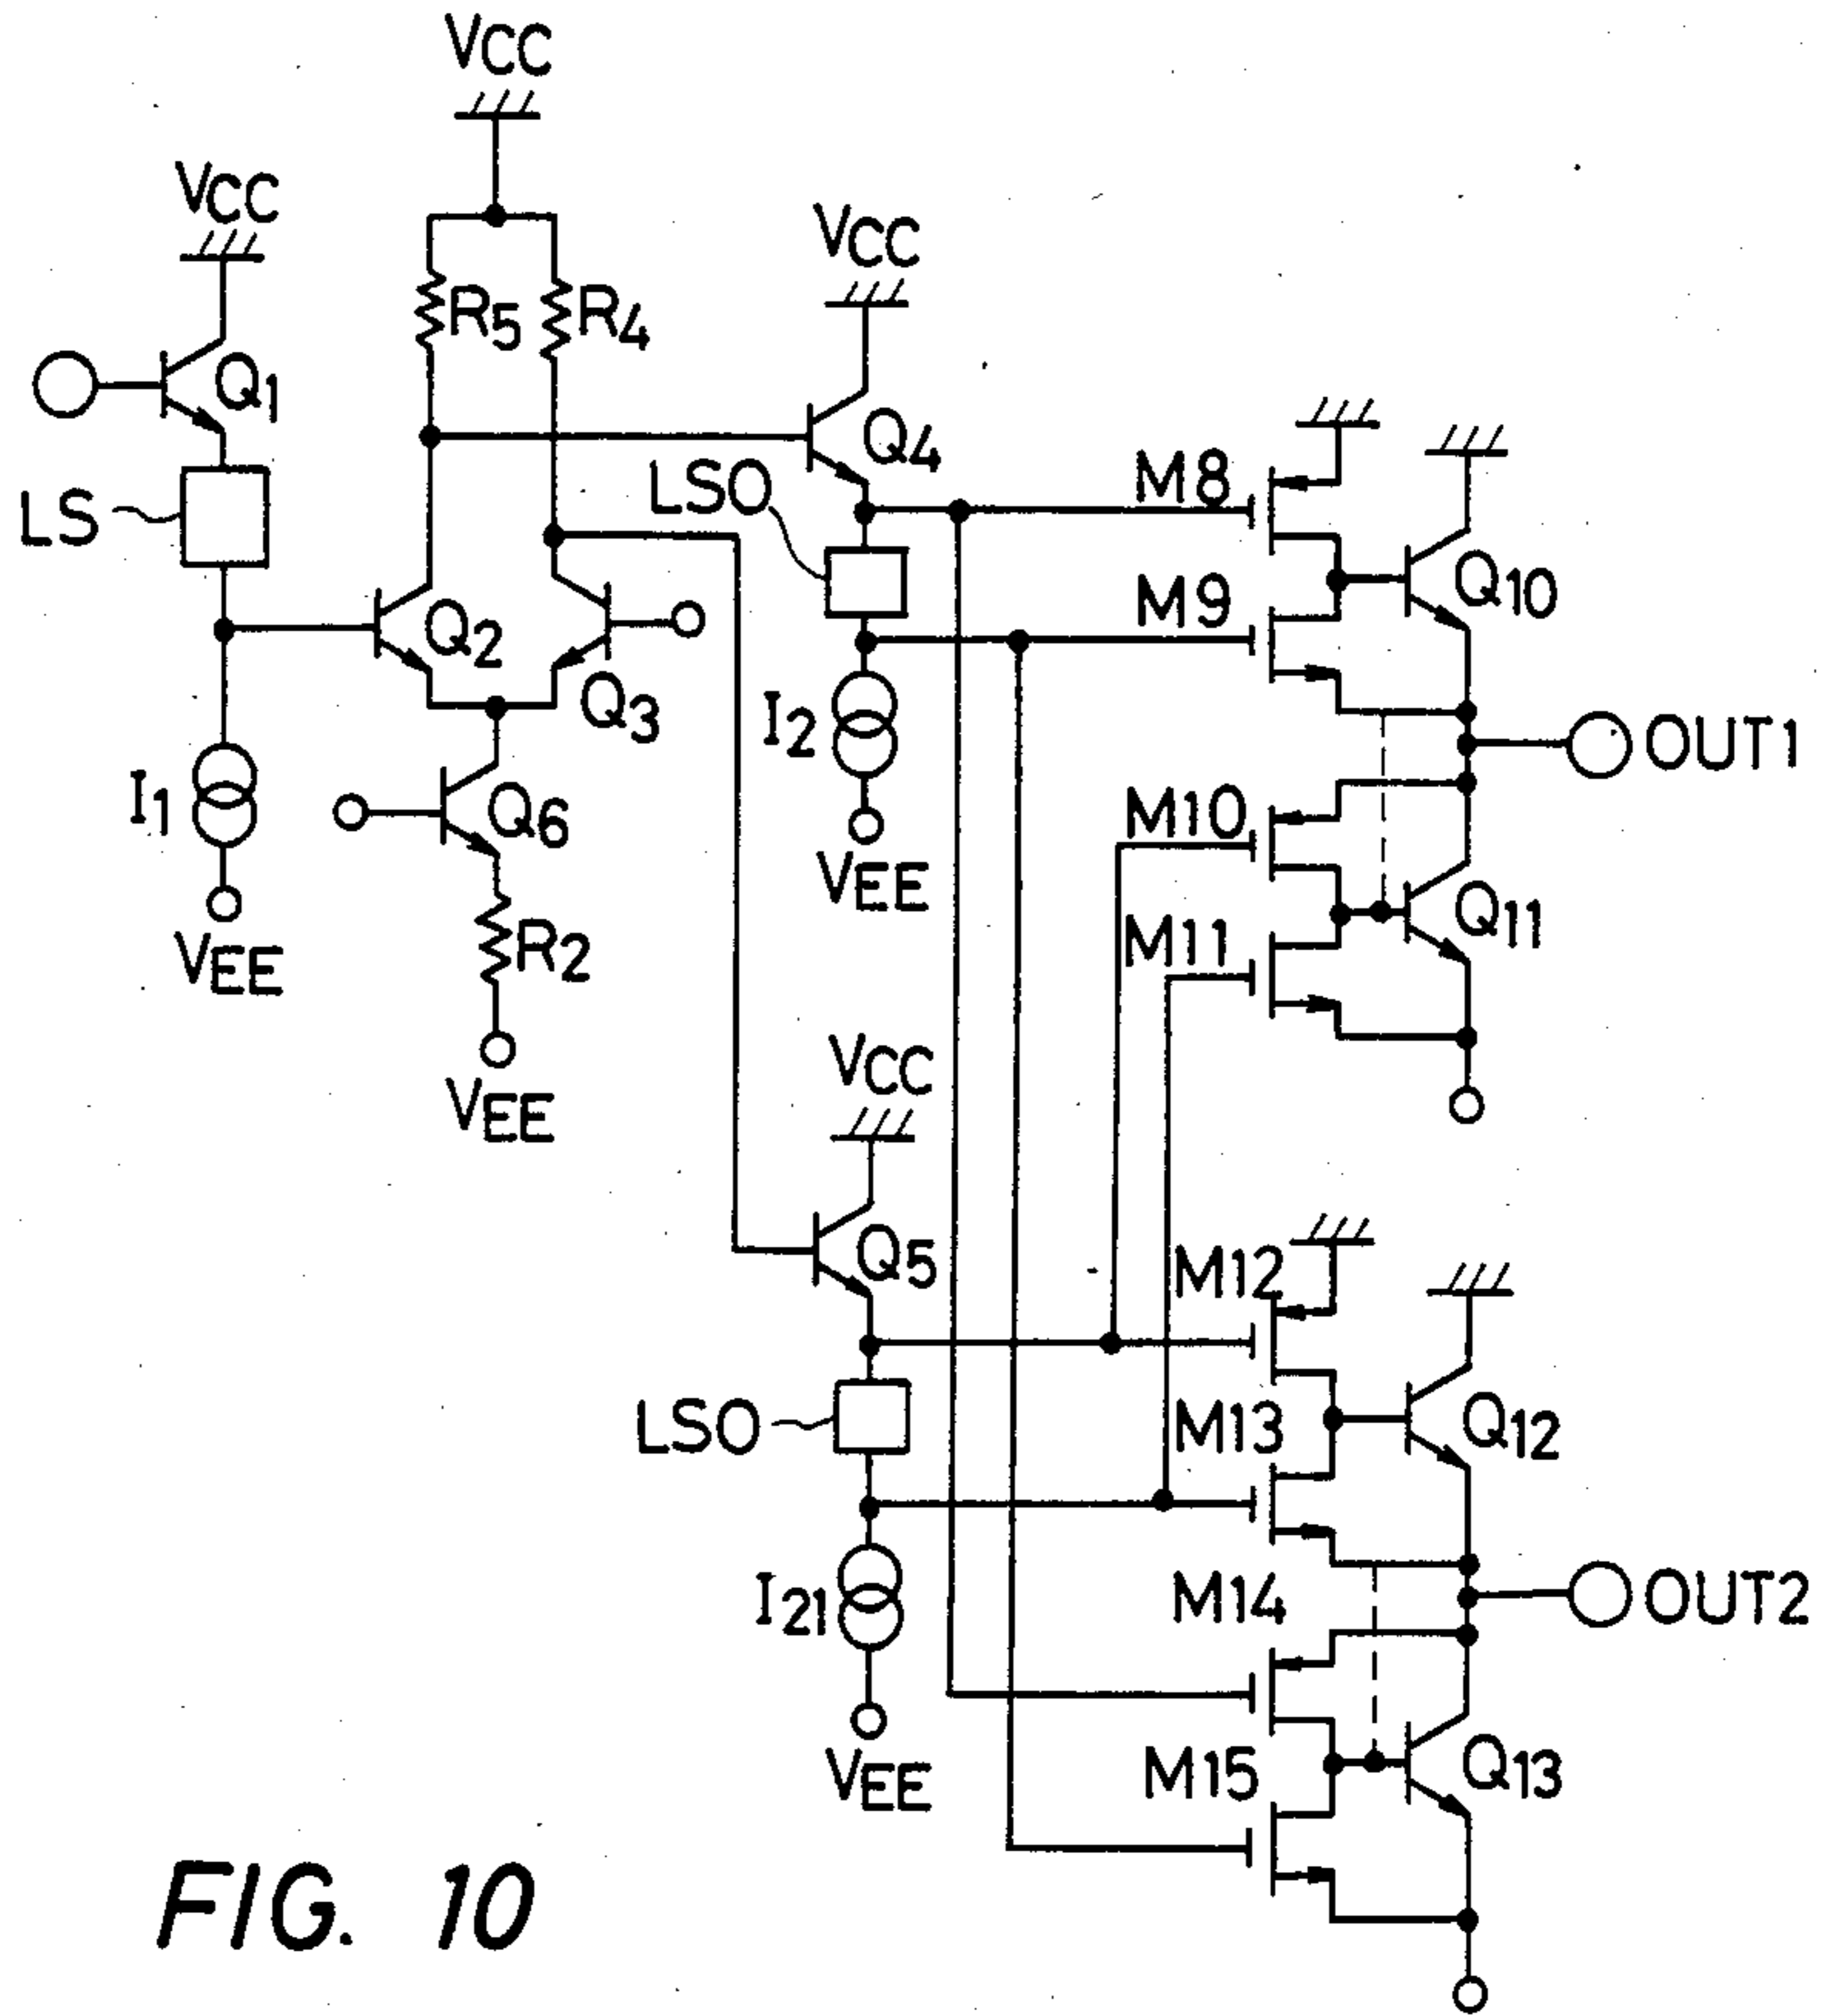 VCC
VCC
VCC
R5
R4
Q1
Q4
LS
LSO
M8
Q10
M9
Q2
Q3
I2
OUT1
I1
Q6
M10
VEE
Q11
M11
VEE
R2
VCC
VEE
Q5
M12
LSO
M13
Q12
I21
M14
OUT2
VEE
M15
Q13
FIG. 10